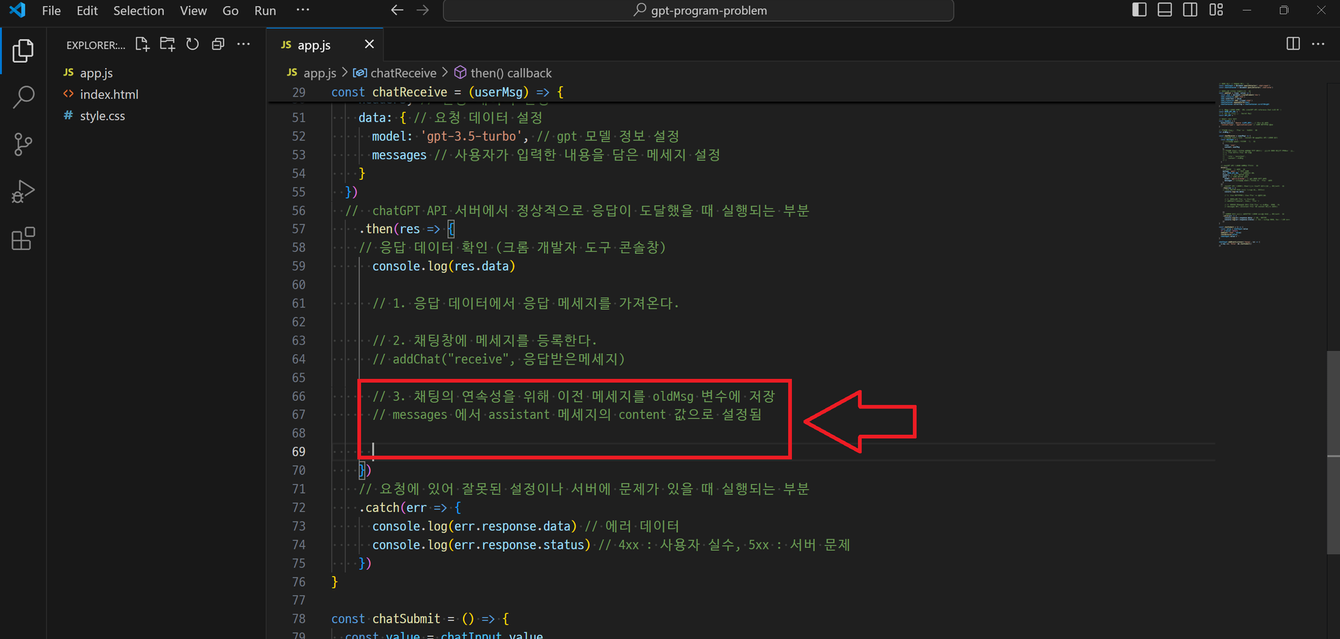 File Edit Selection View Go Run ···
gpt-program-problem
EXPLORER:...
JS app.js
<> index.html
# style.css
JS app.js
JS app.js > chatReceive > then() callback
29 const chatReceive = (userMsg) => {
51 data: { // 요청 데이터 설정
52 model: 'gpt-3.5-turbo', // gpt 모델 정보 설정
53 messages // 사용자가 입력한 내용을 담은 메세지 설정
54 }
55 })
56 // chatGPT API 서버에서 정상적으로 응답이 도달했을 때 실행되는 부분
57 .then(res => {
58 // 응답 데이터 확인 (크롬 개발자 도구 콘솔창)
59 console.log(res.data)
60
61 // 1. 응답 데이터에서 응답 메세지를 가져온다.
62
63 // 2. 채팅창에 메세지를 등록한다.
64 // addChat("receive", 응답받은메세지)
65
66 // 3. 채팅의 연속성을 위해 이전 메세지를 oldMsg 변수에 저장
67 // messages 에서 assistant 메세지의 content 값으로 설정됨
68
69
70 })
71 // 요청에 있어 잘못된 설정이나 서버에 문제가 있을 때 실행되는 부분
72 .catch(err => {
73 console.log(err.response.data) // 에러 데이터
74 console.log(err.response.status) // 4xx : 사용자 실수, 5xx : 서버 문제
75 })
76 }
77
78 const chatSubmit = () => {
79 const value = chatInput.value